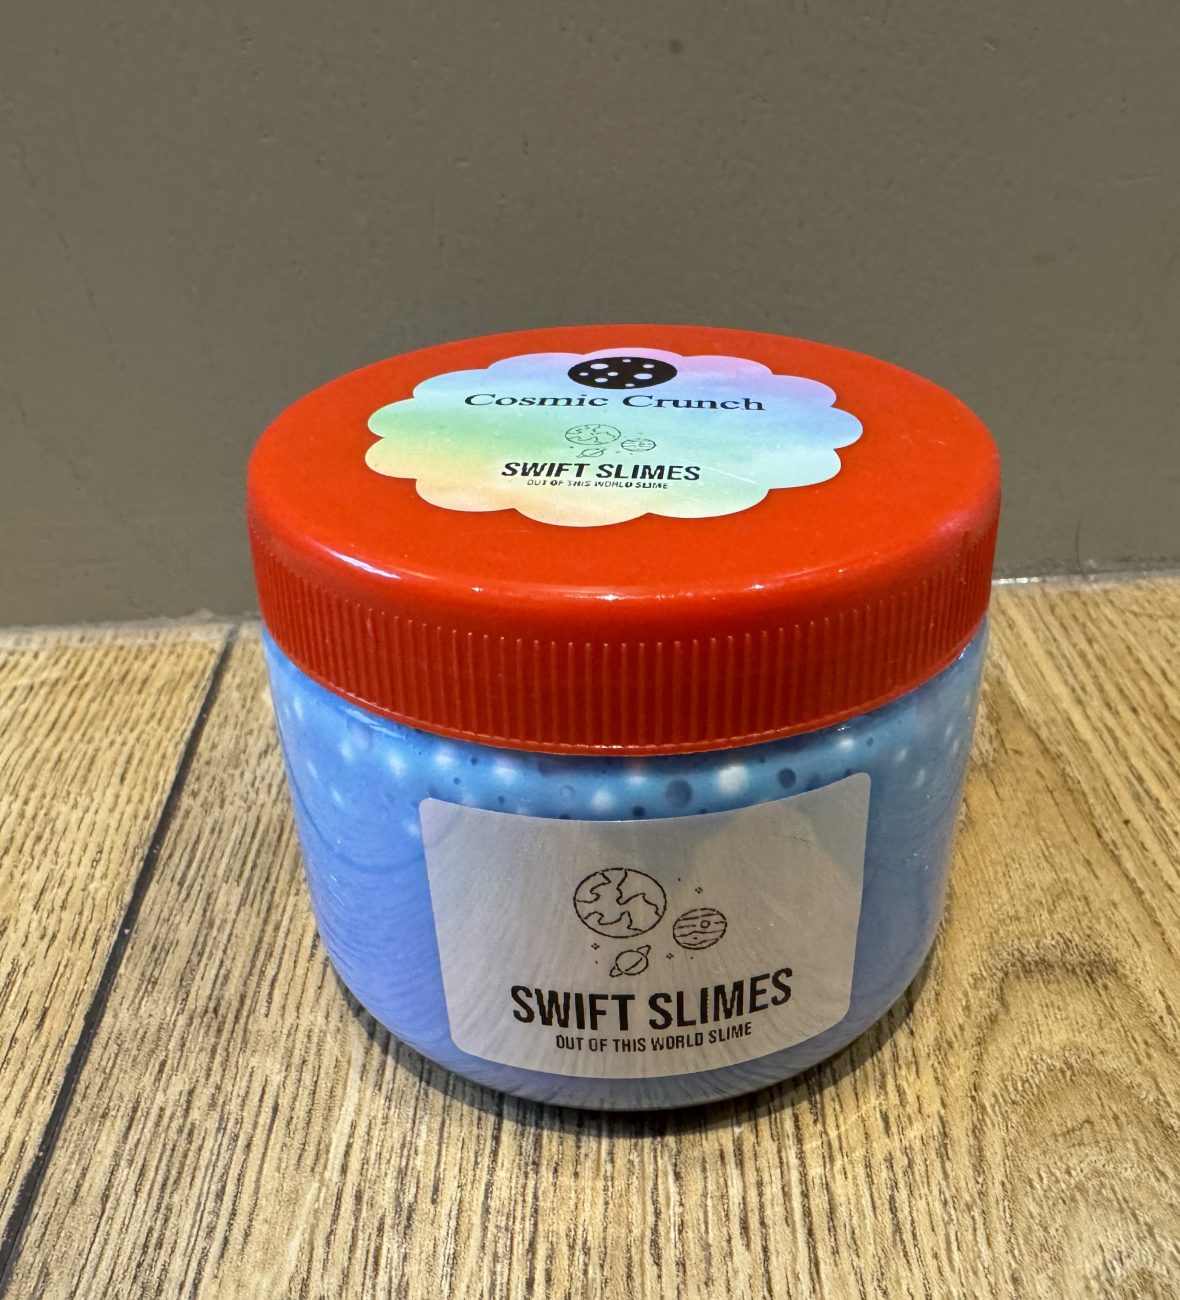 Cosmic Crunch
SWIFT SLIMES
OUT OF THIS WORLD SLIME
SWIFT SLIMES
OUT OF THIS WORLD SLIME